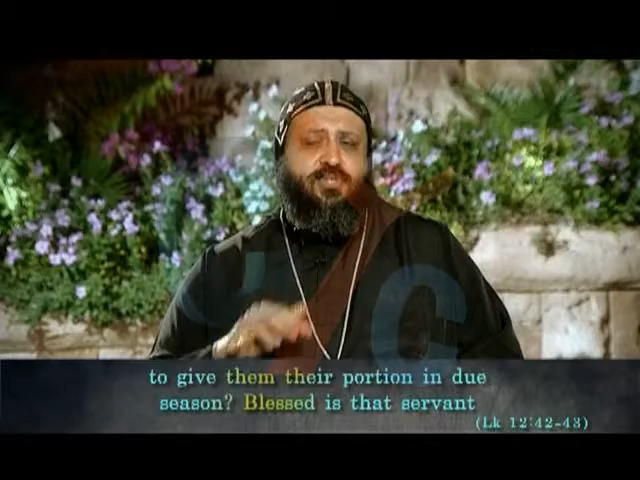 to give them their portion in due
season? Blessed is that servant
(Lk 12:42-43)